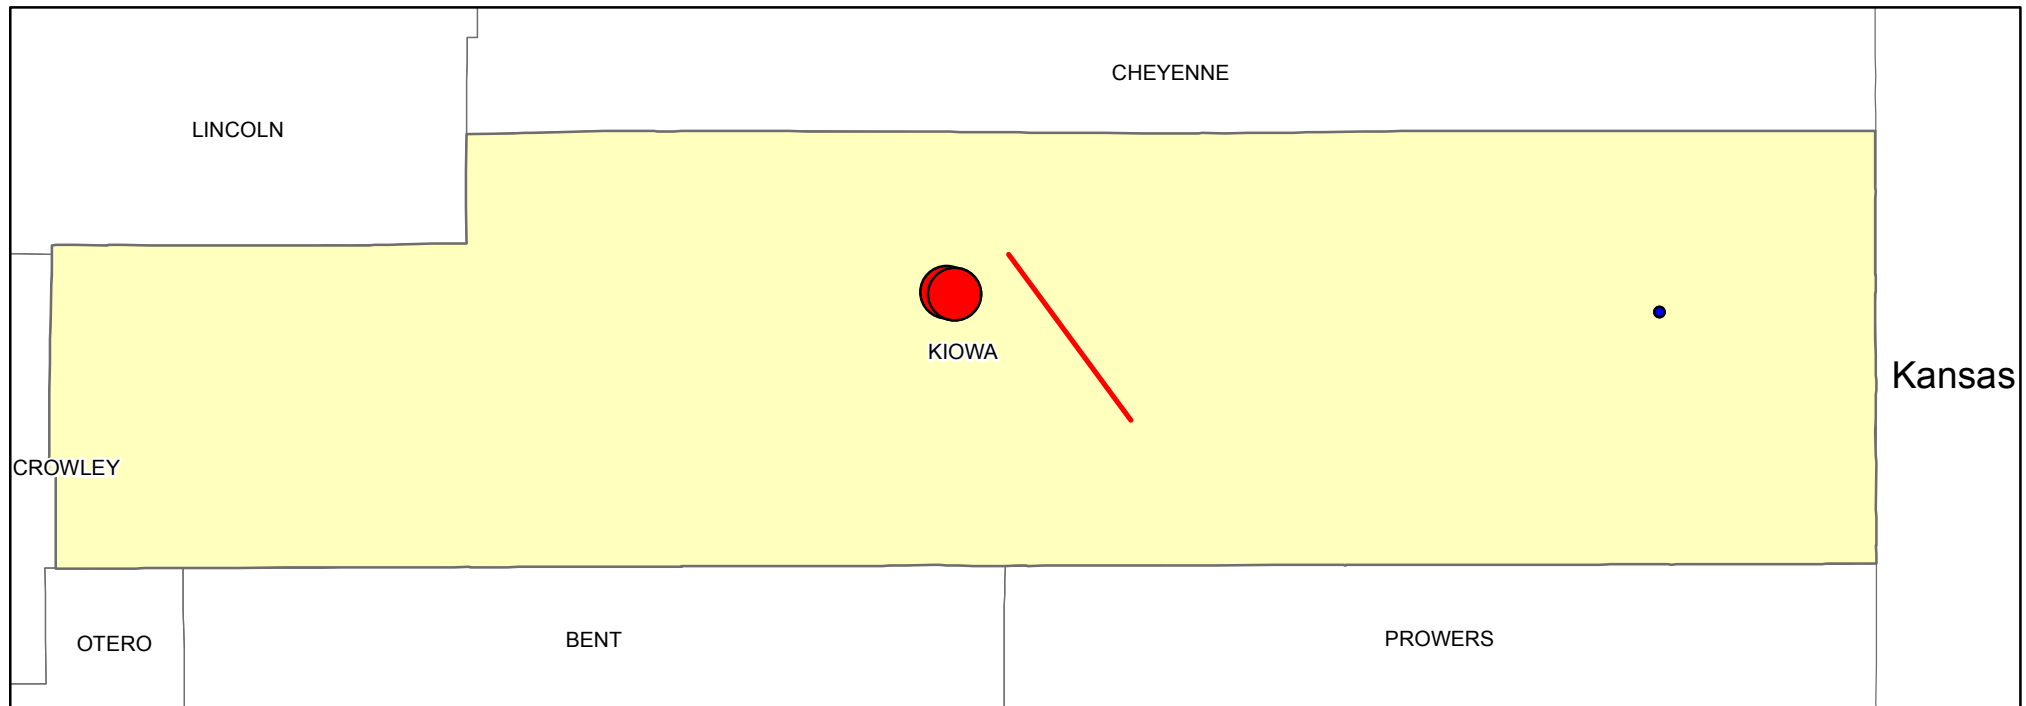 CHEYENNE
LINCOLN
KIOWA
Kansas
CROWLEY
OTERO
BENT
PROWERS